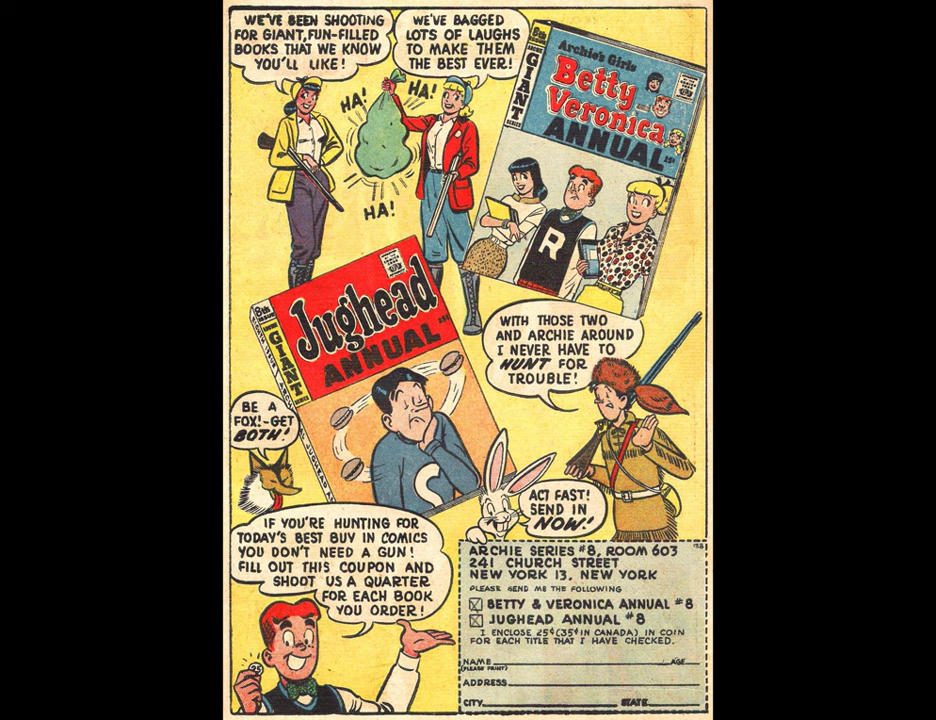 WE'VE BEEN SHOOTING
FOR GIANT, FUN-FILLED
BOOKS THAT WE KNOW
YOU'LL LIKE!
WE'VE BAGGED
LOTS OF LAUGHS
TO MAKE THEM
THE BEST EVER!
HA!
HA!
HA!
8th
ISSUE
ARCHIE
GIANT
SERIES
Archie's Girls
Betty
AND
Veronica
ANNUAL
25¢
R
8th
ISSUE
ARCHIE
GIANT
SERIES
Jughead
ANNUAL
25¢
C
WITH THOSE TWO
AND ARCHIE AROUND
I NEVER HAVE TO
HUNT FOR
TROUBLE!
BE A
FOX!-GET
BOTH!
ACT FAST!
SEND IN
NOW!
IF YOU'RE HUNTING FOR
TODAY'S BEST BUY IN COMICS
YOU DON'T NEED A GUN!
FILL OUT THIS COUPON AND
SHOOT US A QUARTER
FOR EACH BOOK
YOU ORDER!
25
ARCHIE SERIES #8, ROOM 603
241 CHURCH STREET
NEW YORK 13, NEW YORK
PLEASE SEND ME THE FOLLOWING
BETTY & VERONICA ANNUAL #8
JUGHEAD ANNUAL #8
I ENCLOSE 25¢ (35¢ IN CANADA) IN COIN
FOR EACH TITLE THAT I HAVE CHECKED.
NAME AGE
(PLEASE PRINT)
ADDRESS
CITY STATE